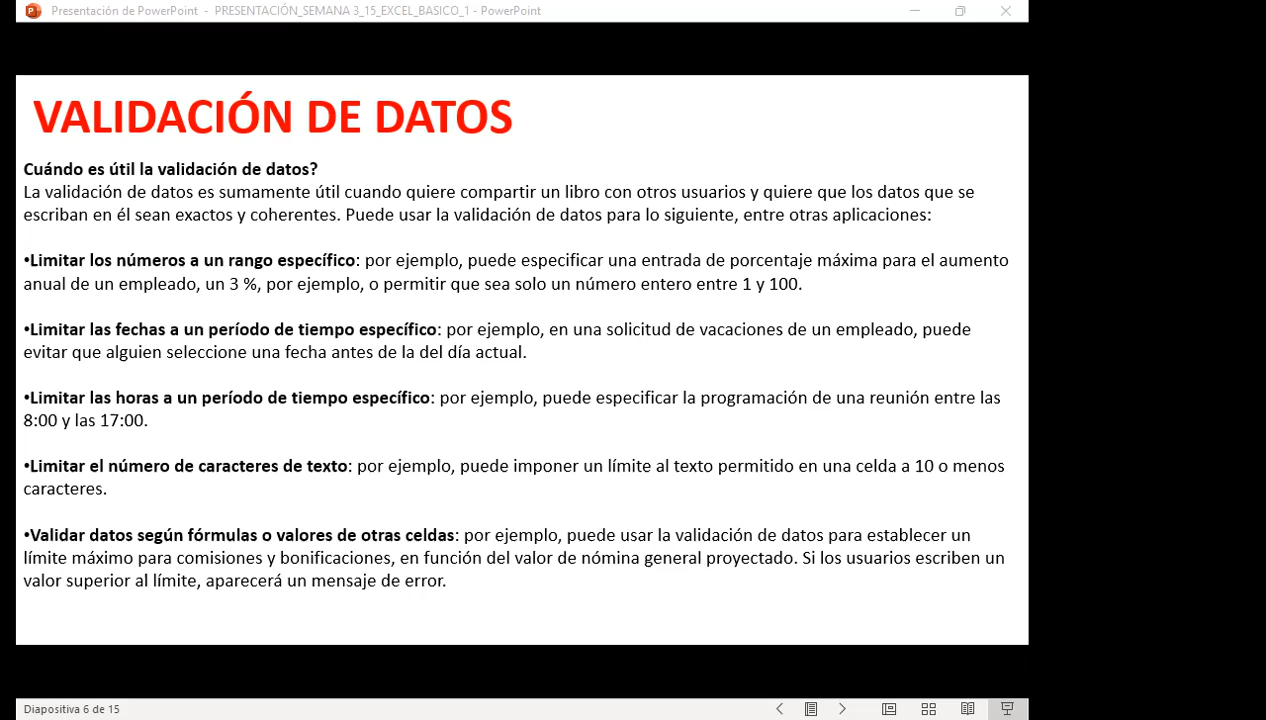 Presentación de PowerPoint - PRESENTACIÓN_SEMANA 3_15_EXCEL_BASICO_1 - PowerPoint
VALIDACIÓN DE DATOS
Cuándo es útil la validación de datos?
La validación de datos es sumamente útil cuando quiere compartir un libro con otros usuarios y quiere que los datos que se
escriban en él sean exactos y coherentes. Puede usar la validación de datos para lo siguiente, entre otras aplicaciones:
•Limitar los números a un rango específico: por ejemplo, puede especificar una entrada de porcentaje máxima para el aumento
anual de un empleado, un 3 %, por ejemplo, o permitir que sea solo un número entero entre 1 y 100.
•Limitar las fechas a un período de tiempo específico: por ejemplo, en una solicitud de vacaciones de un empleado, puede
evitar que alguien seleccione una fecha antes de la del día actual.
•Limitar las horas a un período de tiempo específico: por ejemplo, puede especificar la programación de una reunión entre las
8:00 y las 17:00.
•Limitar el número de caracteres de texto: por ejemplo, puede imponer un límite al texto permitido en una celda a 10 o menos
caracteres.
•Validar datos según fórmulas o valores de otras celdas: por ejemplo, puede usar la validación de datos para establecer un
límite máximo para comisiones y bonificaciones, en función del valor de nómina general proyectado. Si los usuarios escriben un
valor superior al límite, aparecerá un mensaje de error.
Diapositiva 6 de 15